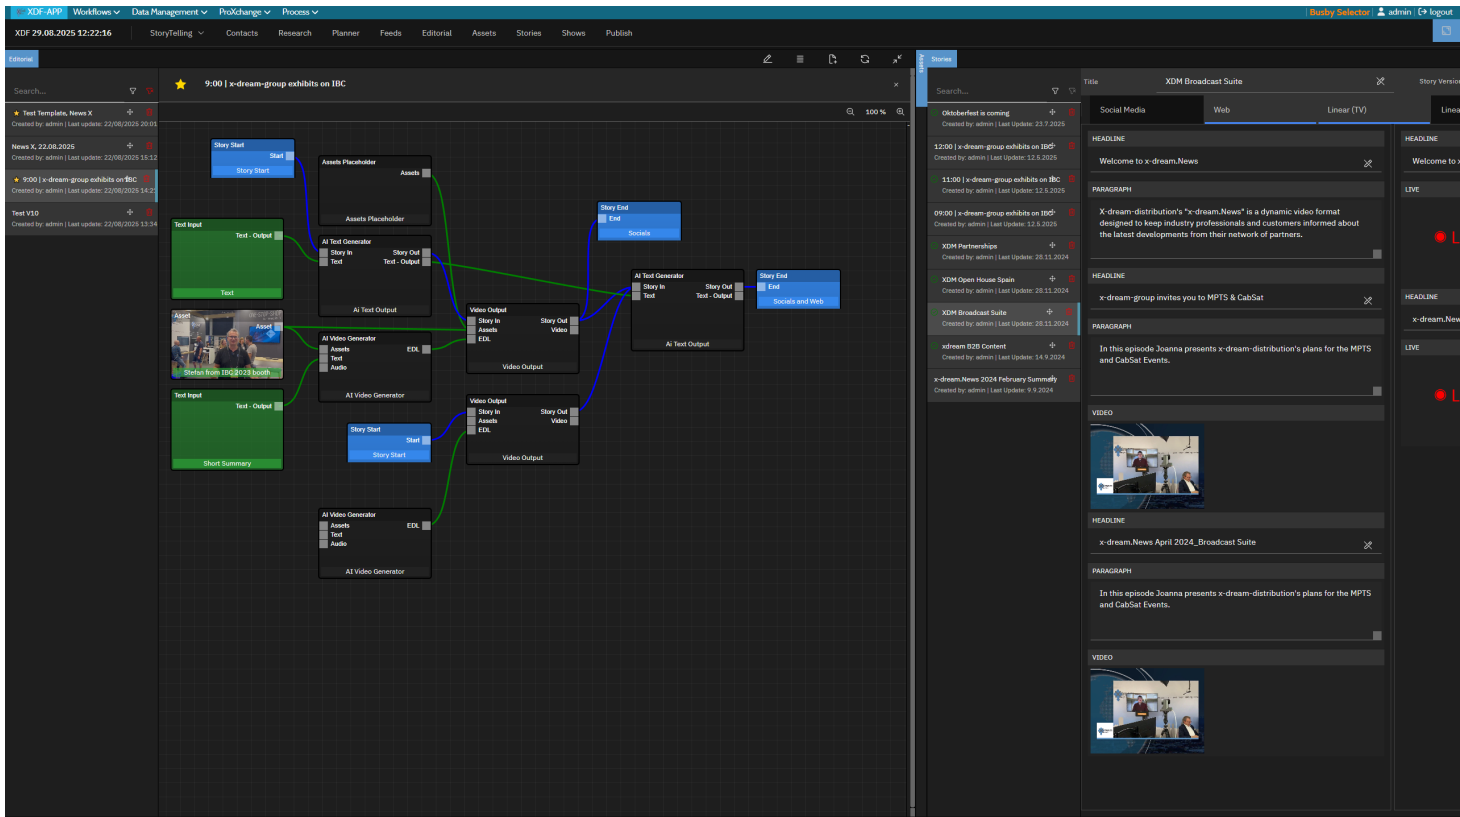 XDF-APP Workflows Data Management ProXchange Process Busby Selector admin logout
XDF 29.08.2025 12:22:16 StoryTelling Contacts Research Planner Feeds Editorial Assets Stories Shows Publish
Editorial
Search...
Test Template, News X
Created by: admin | Last update: 22/08/2025 20:01
News X, 22.08.2025
Created by: admin | Last update: 22/08/2025 16:12
9:00 | x-dream-group exhibits on IBC
Created by: admin | Last update: 22/08/2025 14:2
Test V10
Created by: admin | Last update: 22/08/2025 13:34
9:00 | x-dream-group exhibits on IBC
100 %
Story Start
Start
Story Start
Assets Placeholder
Assets
Assets Placeholder
Text Input
Text - Output
Text
AI Text Generator
Story In Story Out
Text Text - Output
Ai Text Output
Asset
Asset
Stefan from IBC 2023 booth
AI Video Generator
Assets EDL
Text
Audio
AI Video Generator
Text Input
Text - Output
Short Summary
Story Start
Start
Story Start
AI Video Generator
Assets EDL
Text
Audio
AI Video Generator
Video Output
Story In Story Out
Assets Video
EDL
Video Output
Video Output
Story In Story Out
Assets Video
EDL
Video Output
Story End
End
Socials
AI Text Generator
Story In Story Out
Text Text - Output
Ai Text Output
Story End
End
Socials and Web
Assets
Stories
Search...
Oktoberfest is coming
Created by: admin | Last Update: 23.7.2025
12:00 | x-dream-group exhibits on IBC
Created by: admin | Last Update: 12.5.2025
11:00 | x-dream-group exhibits on IBC
Created by: admin | Last Update: 12.5.2025
09:00 | x-dream-group exhibits on IBC
Created by: admin | Last Update: 12.5.2025
XDM Partnerships
Created by: admin | Last Update: 28.11.2024
XDM Open House Spain
Created by: admin | Last Update: 28.11.2024
XDM Broadcast Suite
Created by: admin | Last Update: 28.11.2024
xdream B2B Content
Created by: admin | Last Update: 14.9.2024
x-dream.News 2024 February Summary
Created by: admin | Last Update: 9.9.2024
Title XDM Broadcast Suite Story Versio
Social Media Web Linear (TV) Linea
HEADLINE
Welcome to x-dream.News
PARAGRAPH
X-dream-distribution's "x-dream.News" is a dynamic video format
designed to keep industry professionals and customers informed about
the latest developments from their network of partners.
HEADLINE
x-dream-group invites you to MPTS & CabSat
PARAGRAPH
In this episode Joanna presents x-dream-distribution's plans for the MPTS
and CabSat Events.
VIDEO
HEADLINE
x-dream.News April 2024_Broadcast Suite
PARAGRAPH
In this episode Joanna presents x-dream-distribution's plans for the MPTS
and CabSat Events.
VIDEO
HEADLINE
Welcome to x
LIVE
L
HEADLINE
x-dream.New
LIVE
L